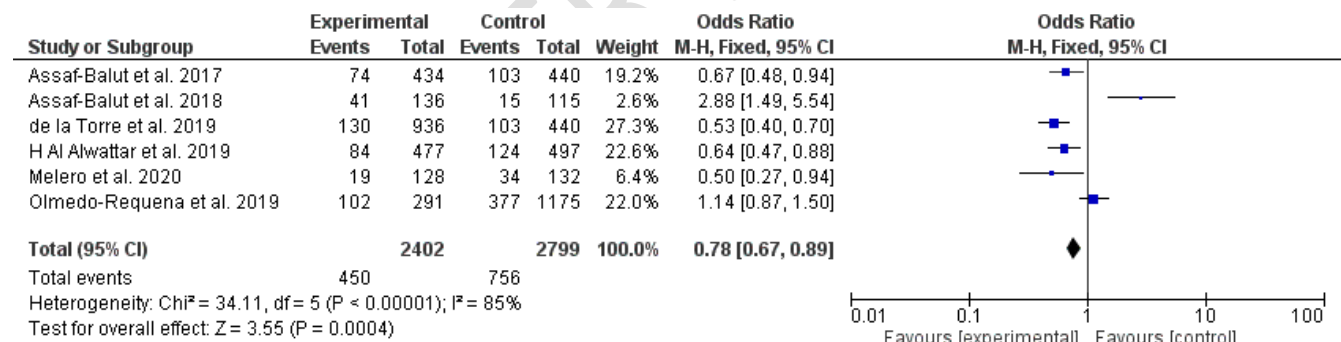 Experimental Control Odds Ratio Odds Ratio
Study or Subgroup Events Total Events Total Weight M-H, Fixed, 95% CI M-H, Fixed, 95% CI
Assaf-Balut et al. 2017 74 434 103 440 19.2% 0.67 [0.48, 0.94]
Assaf-Balut et al. 2018 41 136 15 115 2.6% 2.88 [1.49, 5.54]
de la Torre et al. 2019 130 936 103 440 27.3% 0.53 [0.40, 0.70]
H Al Alwattar et al. 2019 84 477 124 497 22.6% 0.64 [0.47, 0.88]
Melero et al. 2020 19 128 34 132 6.4% 0.50 [0.27, 0.94]
Olmedo-Requena et al. 2019 102 291 377 1175 22.0% 1.14 [0.87, 1.50]
Total (95% CI) 2402 2799 100.0% 0.78 [0.67, 0.89]
Total events 450 756
Heterogeneity: Chi² = 34.11, df = 5 (P < 0.00001); I² = 85%
Test for overall effect: Z = 3.55 (P = 0.0004)
0.01 0.1 1 10 100
Favours [experimental] Favours [control]